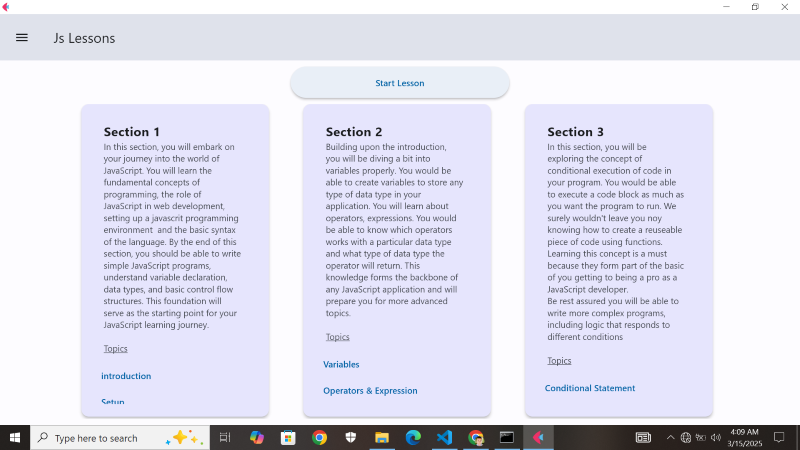 Js Lessons
Start Lesson
Section 1
In this section, you will embark on
your journey into the world of
JavaScript. You will learn the
fundamental concepts of
programming, the role of
JavaScript in web development,
setting up a javascrit programming
environment  and the basic syntax
of the language. By the end of this
section, you should be able to write
simple JavaScript programs,
understand variable declaration,
data types, and basic control flow
structures. This foundation will
serve as the starting point for your
JavaScript learning journey.
Topics
introduction
Setup
Section 2
Building upon the introduction,
you will be diving a bit into
variables properly. You would be
able to create variables to store any
type of data type in your
application. You will learn about
operators, expressions. You would
be able to know which operators
works with a particular data type
and what type of data type the
operator will return. This
knowledge forms the backbone of
any JavaScript application and will
prepare you for more advanced
topics.
Topics
Variables
Operators & Expression
Section 3
In this section, you will be
exploring the concept of
conditional execution of code in
your program. You would be able
to execute a code block as much as
you want the program to run. We
surely wouldn't leave you noy
knowing how to create a reuseable
piece of code using functions.
Learning this concept is a must
because they form part of the basic
of you getting to being a pro as a
JavaScript developer.
Be rest assured you will be able to
write more complex programs,
including logic that responds to
different conditions
Topics
Conditional Statement
Type here to search
4:09 AM
3/15/2025